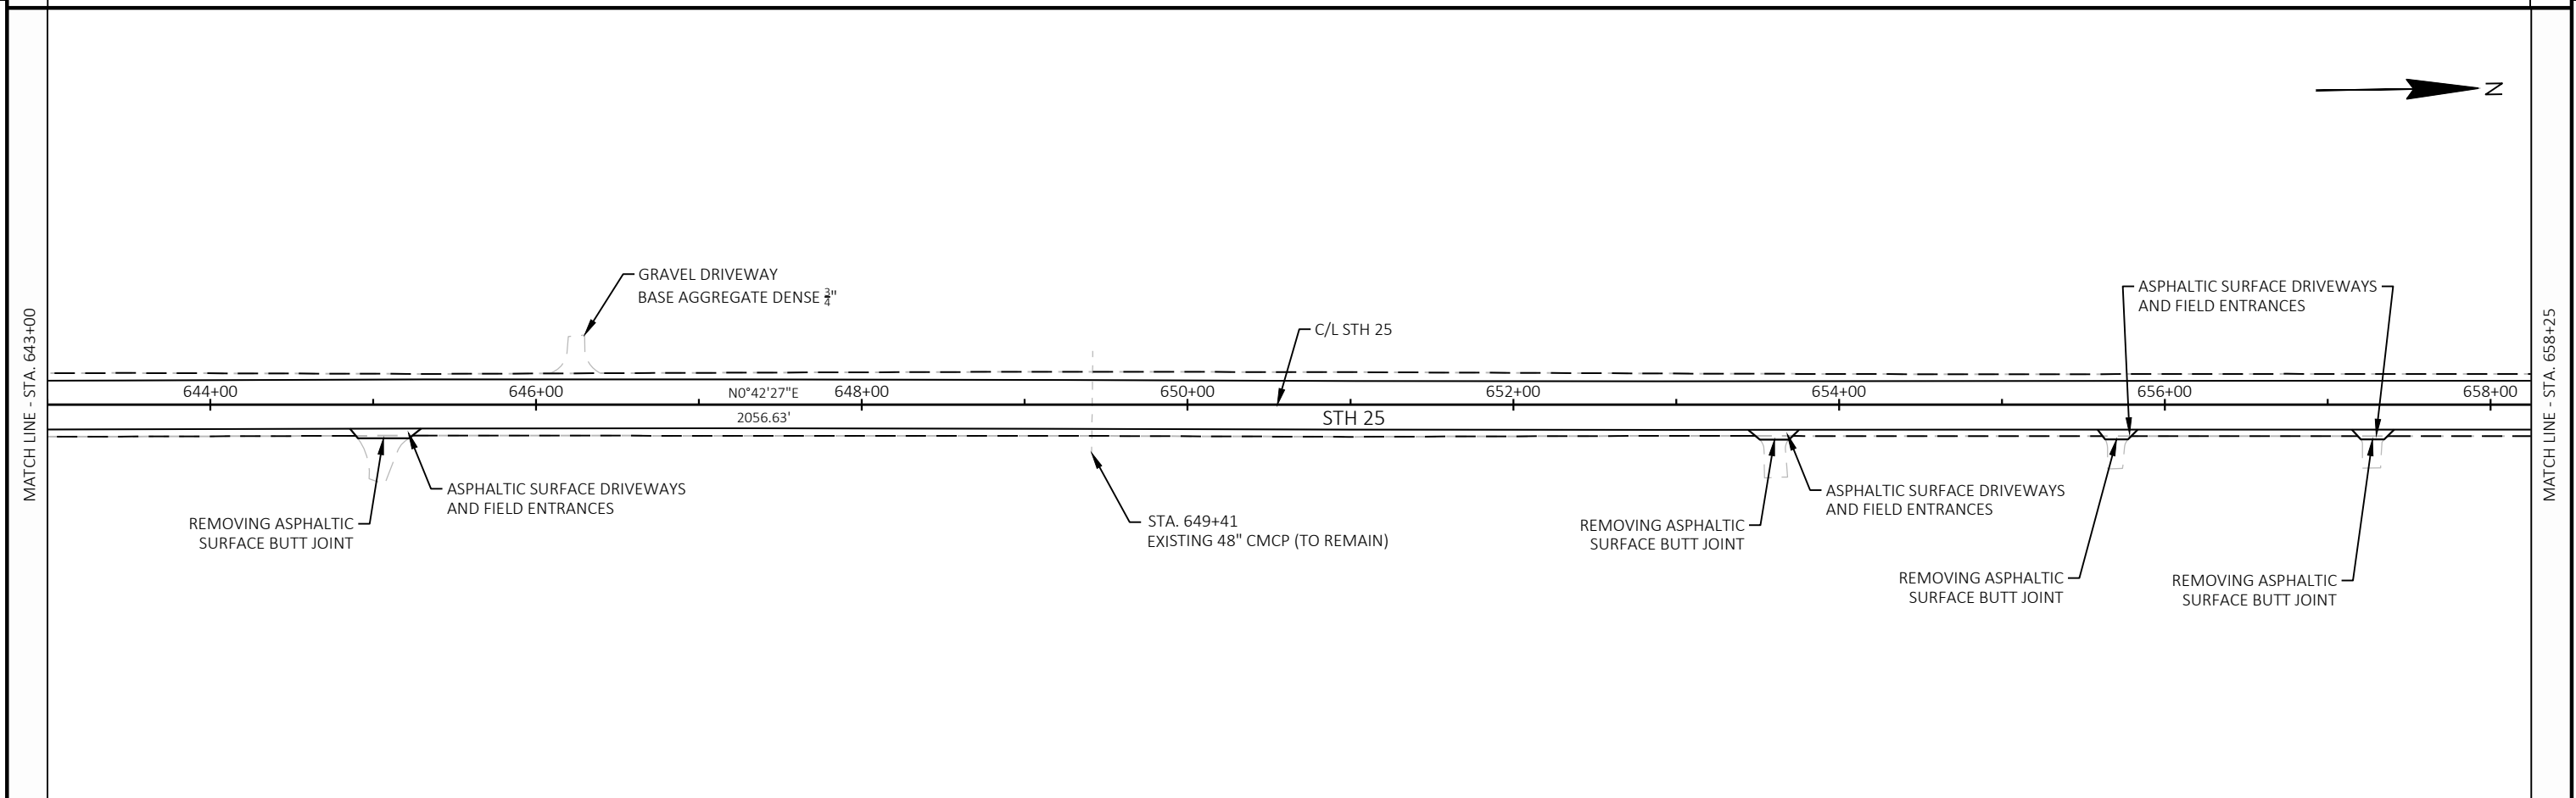 N
GRAVEL DRIVEWAY
BASE AGGREGATE DENSE 3/4"
ASPHALTIC SURFACE DRIVEWAYS
AND FIELD ENTRANCES
C/L STH 25
MATCH LINE - STA. 643+00
644+00
646+00
N0°42'27"E
648+00
650+00
652+00
654+00
656+00
658+00
MATCH LINE - STA. 658+25
2056.63'
STH 25
ASPHALTIC SURFACE DRIVEWAYS
AND FIELD ENTRANCES
REMOVING ASPHALTIC
SURFACE BUTT JOINT
STA. 649+41
EXISTING 48" CMCP (TO REMAIN)
ASPHALTIC SURFACE DRIVEWAYS
AND FIELD ENTRANCES
REMOVING ASPHALTIC
SURFACE BUTT JOINT
REMOVING ASPHALTIC
SURFACE BUTT JOINT
REMOVING ASPHALTIC
SURFACE BUTT JOINT